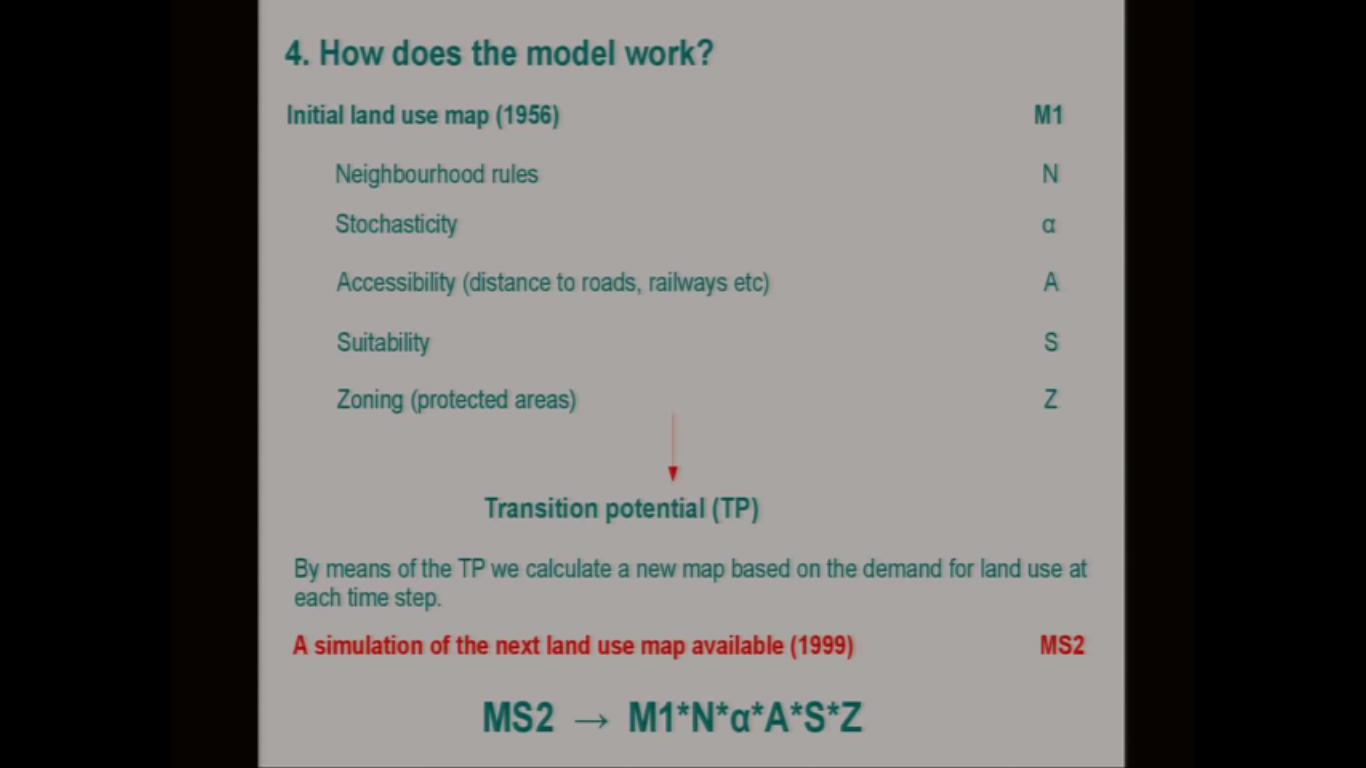 4. How does the model work?
Initial land use map (1956) M1
Neighbourhood rules N
Stochasticity α
Accessibility (distance to roads, railways etc) A
Suitability S
Zoning (protected areas) Z
Transition potential (TP)
By means of the TP we calculate a new map based on the demand for land use at
each time step.
A simulation of the next land use map available (1999) MS2
MS2 → M1*N*α*A*S*Z